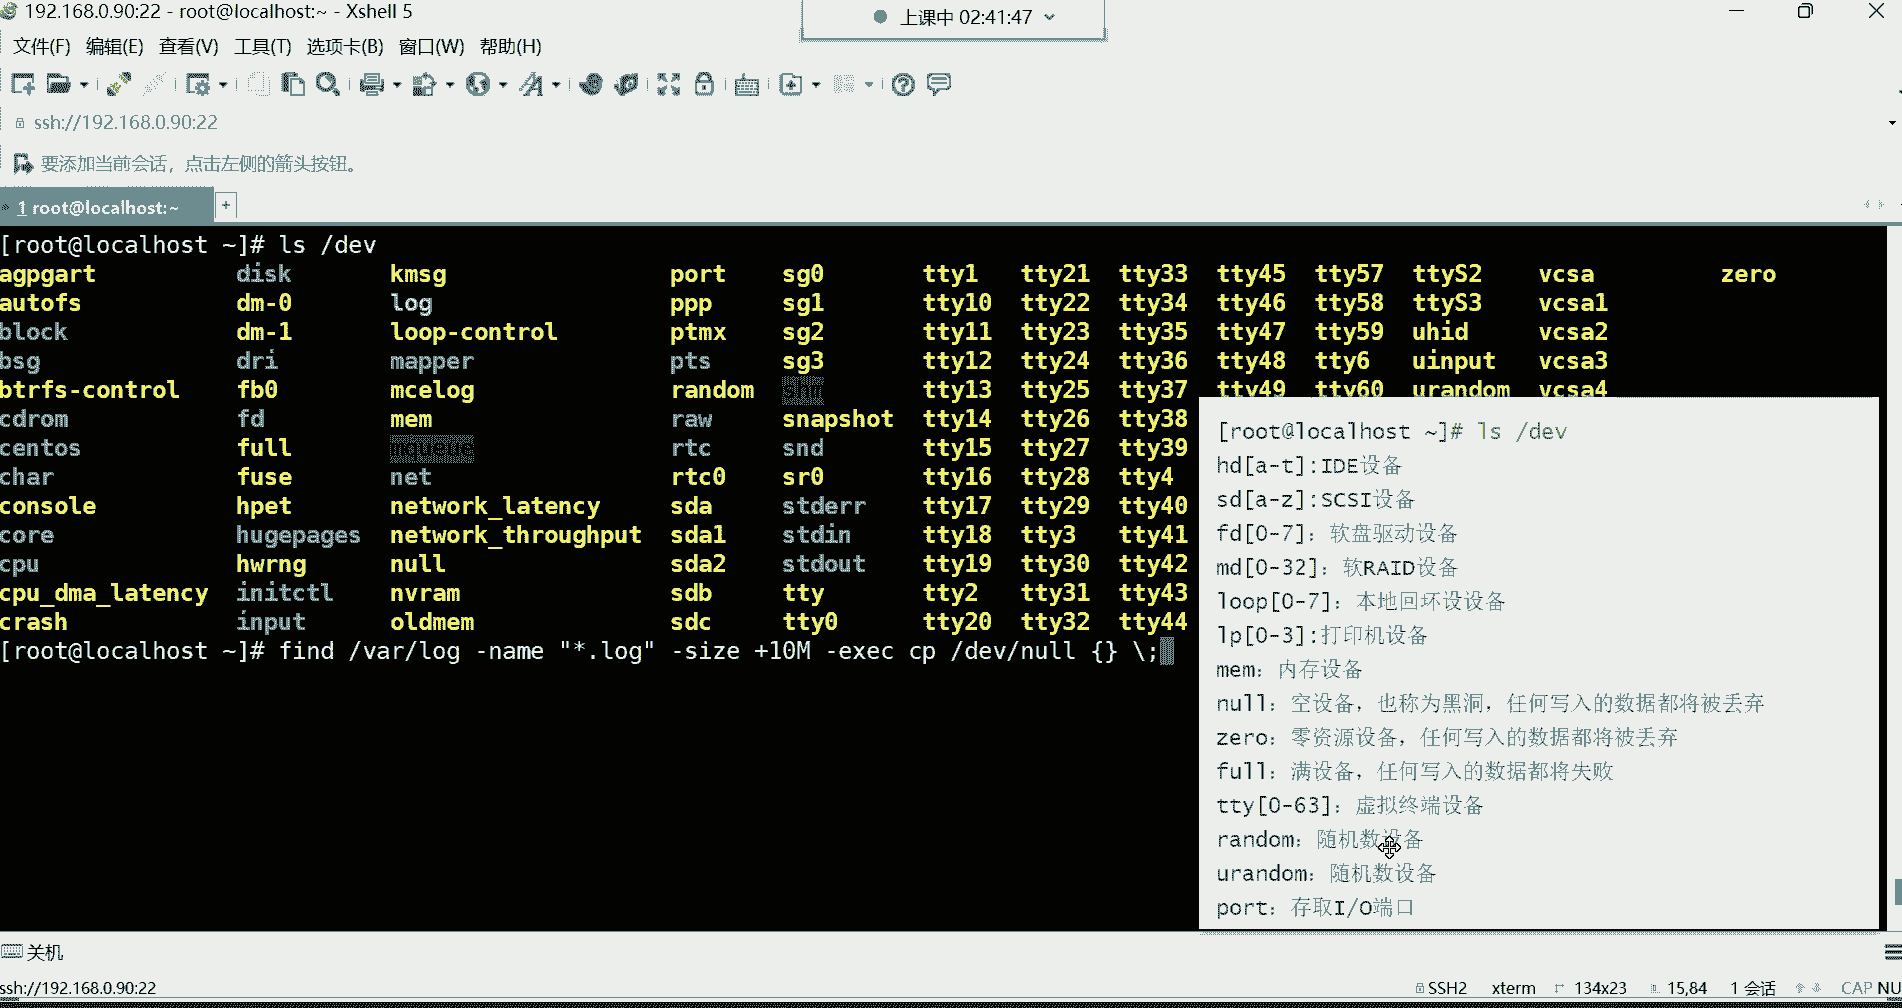 192.168.0.90:22 - root@localhost:~ - Xshell 5
上课中 02:41:47
文件(F) 编辑(E) 查看(V) 工具(T) 选项卡(B) 窗口(W) 帮助(H)
ssh://192.168.0.90:22
要添加当前会话，点击左侧的箭头按钮。
1 root@localhost:~
[root@localhost ~]# ls /dev
agpgart disk kmsg port sg0 tty1 tty21 tty33 tty45 tty57 ttyS2 vcsa zero
autofs dm-0 log ppp sg1 tty10 tty22 tty34 tty46 tty58 ttyS3 vcsa1
block dm-1 loop-control ptmx sg2 tty11 tty23 tty35 tty47 tty59 uhid vcsa2
bsg dri mapper pts sg3 tty12 tty24 tty36 tty48 tty6 uinput vcsa3
btrfs-control fb0 mcelog random shm tty13 tty25 tty37 tty49 tty60 urandom vcsa4
cdrom fd mem raw snapshot tty14 tty26 tty38
centos full mqueue rtc snd tty15 tty27 tty39
char fuse net rtc0 sr0 tty16 tty28 tty4
console hpet network_latency sda stderr tty17 tty29 tty40
core hugepages network_throughput sda1 stdin tty18 tty3 tty41
cpu hwrng null sda2 stdout tty19 tty30 tty42
cpu_dma_latency initctl nvram sdb tty tty2 tty31 tty43
crash input oldmem sdc tty0 tty20 tty32 tty44
[root@localhost ~]# find /var/log -name "*.log" -size +10M -exec cp /dev/null {} \;
[root@localhost ~]# ls /dev
hd[a-t]:IDE设备
sd[a-z]:SCSI设备
fd[0-7]：软盘驱动设备
md[0-32]：软RAID设备
loop[0-7]：本地回环设设备
lp[0-3]:打印机设备
mem：内存设备
null：空设备，也称为黑洞，任何写入的数据都将被丢弃
zero：零资源设备，任何写入的数据都将被丢弃
full：满设备，任何写入的数据都将失败
tty[0-63]：虚拟终端设备
random：随机数设备
urandom：随机数设备
port：存取I/O端口
关机
ssh://192.168.0.90:22 SSH2 xterm 134x23 15,84 1 会话 CAP NU